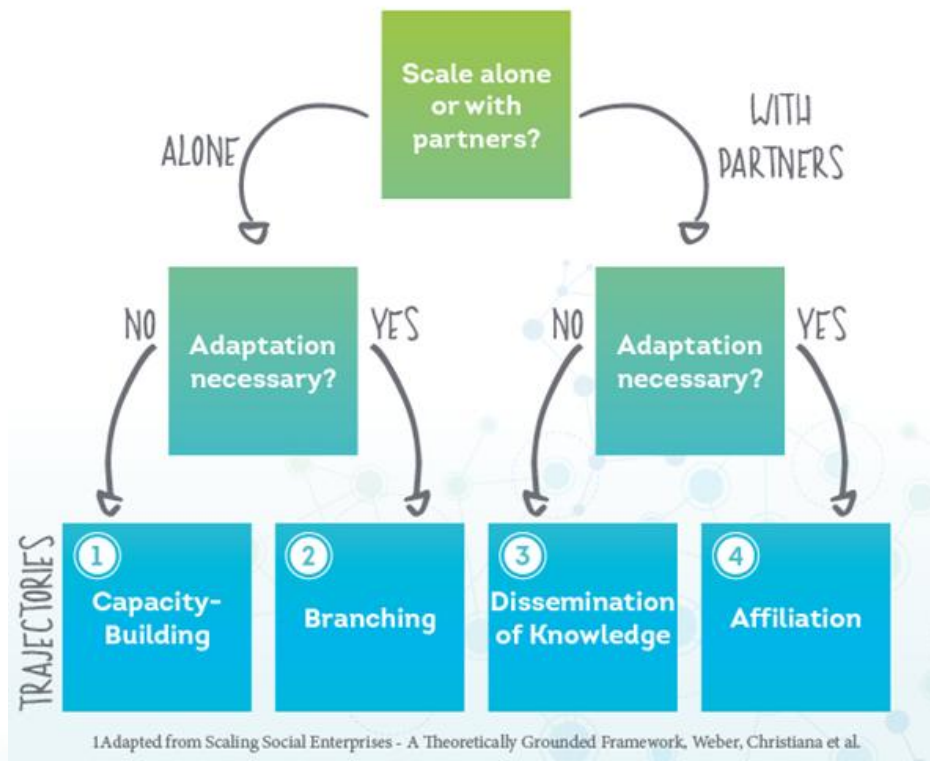 Scale alone
or with
partners?
ALONE
WITH
PARTNERS
NO
Adaptation
necessary?
YES
NO
Adaptation
necessary?
YES
TRAJECTORIES
1
Capacity-
Building
2
Branching
3
Dissemination
of Knowledge
4
Affiliation
1Adapted from Scaling Social Enterprises - A Theoretically Grounded Framework, Weber, Christiana et al.